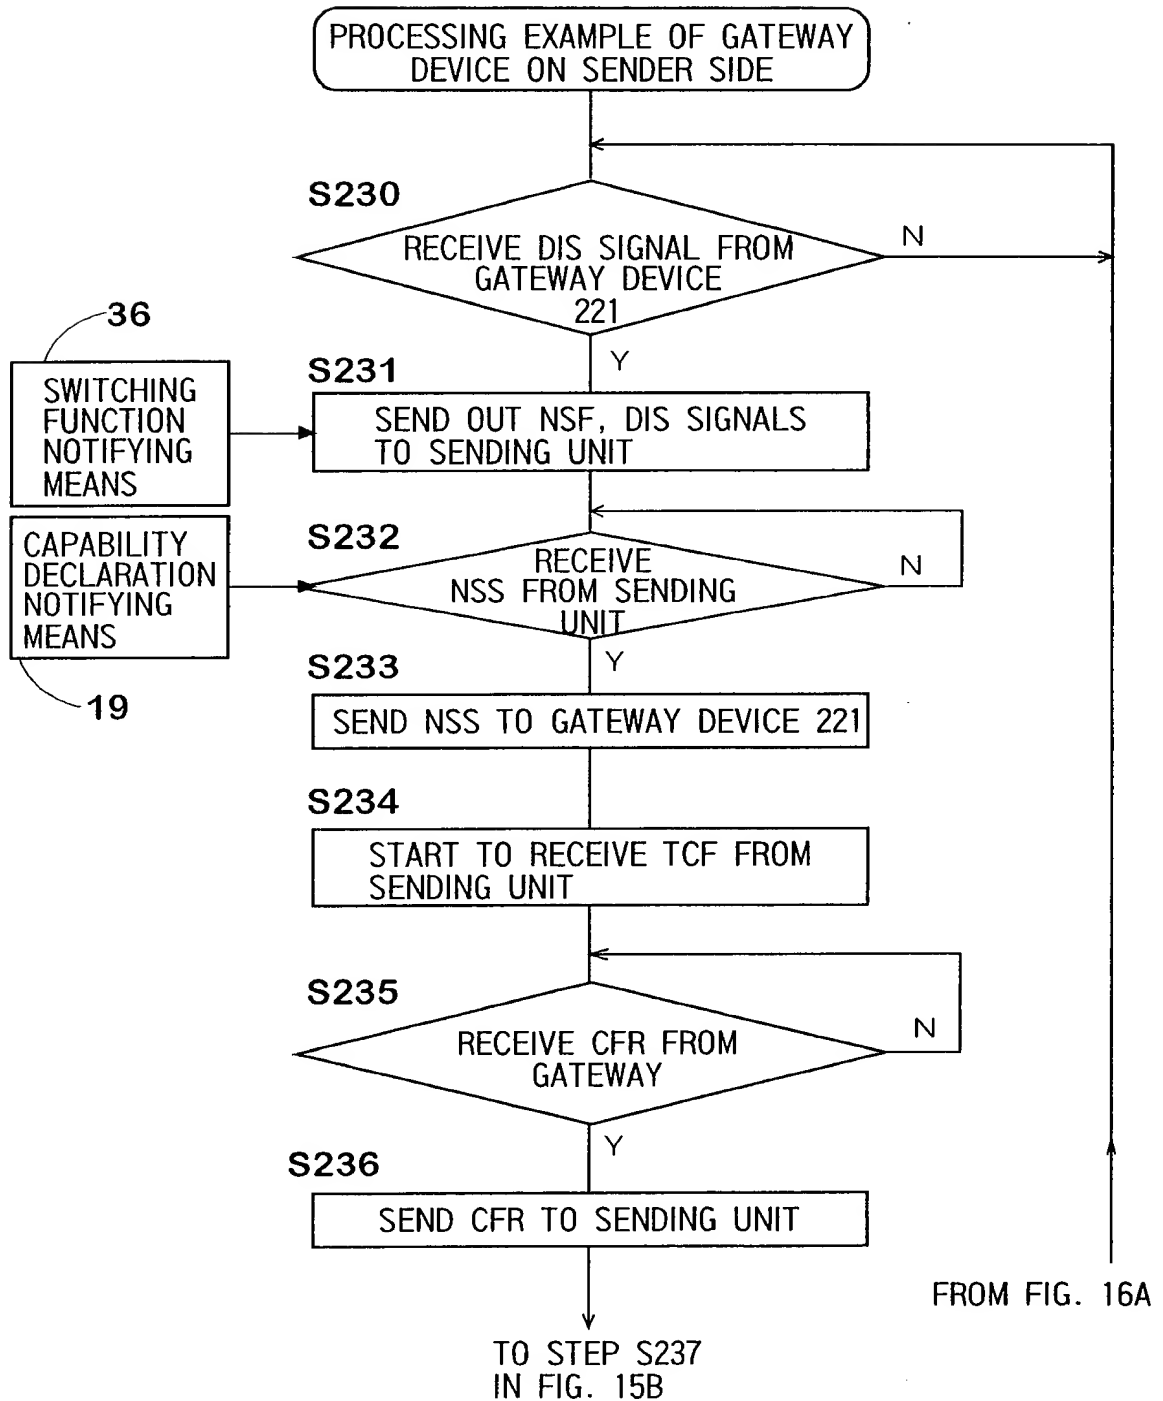 PROCESSING EXAMPLE OF GATEWAY
DEVICE ON SENDER SIDE
S230
RECEIVE DIS SIGNAL FROM
GATEWAY DEVICE
221
N
Y
36
SWITCHING
FUNCTION
NOTIFYING
MEANS
S231
SEND OUT NSF, DIS SIGNALS
TO SENDING UNIT
CAPABILITY
DECLARATION
NOTIFYING
MEANS
19
S232
RECEIVE
NSS FROM SENDING
UNIT
N
Y
S233
SEND NSS TO GATEWAY DEVICE 221
S234
START TO RECEIVE TCF FROM
SENDING UNIT
S235
RECEIVE CFR FROM
GATEWAY
N
Y
S236
SEND CFR TO SENDING UNIT
FROM FIG. 16A
TO STEP S237
IN FIG. 15B